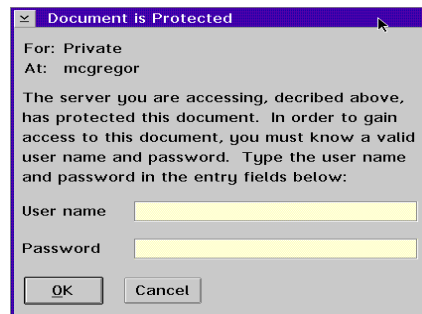 Document is Protected
For: Private
At: mcgregor
The server you are accessing, decribed above,
has protected this document. In order to gain
access to this document, you must know a valid
user name and password. Type the user name
and password in the entry fields below:
User name
Password
OK
Cancel